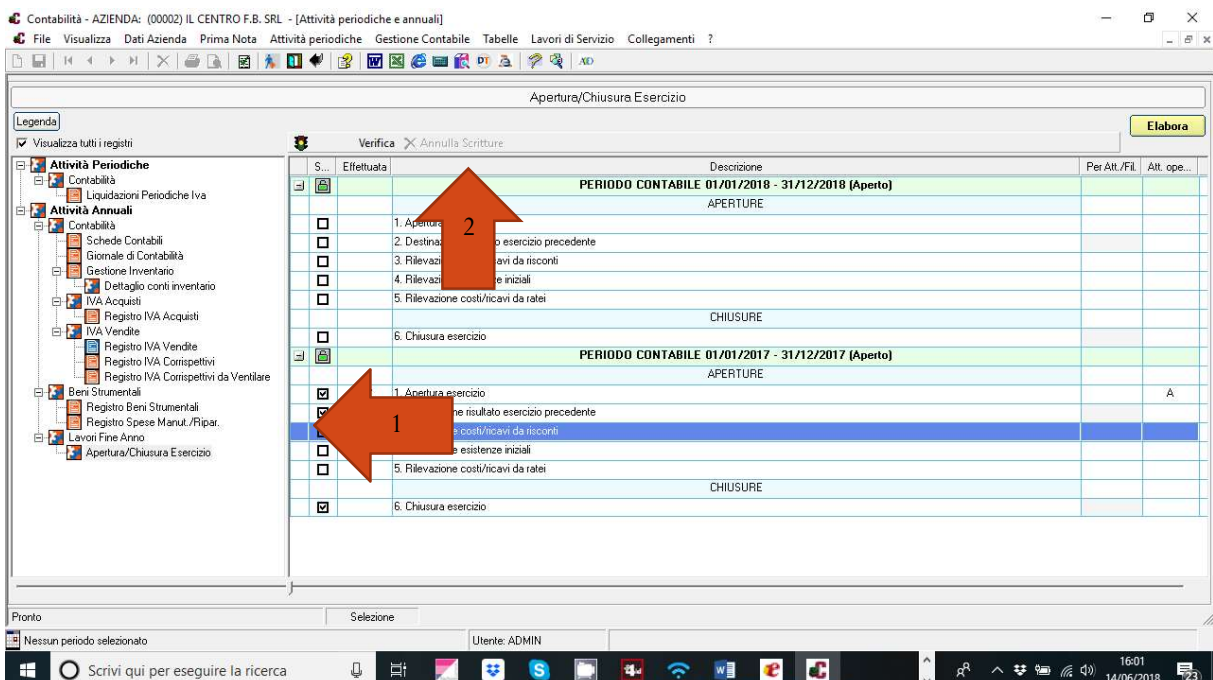 Contabilità - AZIENDA: (00002) IL CENTRO F.B. SRL - [Attività periodiche e annuali]
File Visualizza Dati Azienda Prima Nota Attività periodiche Gestione Contabile Tabelle Lavori di Servizio Collegamenti ?
Apertura/Chiusura Esercizio
Legenda
Elabora
Visualizza tutti i registri
Verifica Annulla Scritture
Attività Periodiche
Contabilità
Liquidazioni Periodiche Iva
Attività Annuali
Contabilità
Schede Contabili
Giornale di Contabilità
Gestione Inventario
Dettaglio conti inventario
IVA Acquisti
Registro IVA Acquisti
IVA Vendite
Registro IVA Vendite
Registro IVA Corrispettivi
Registro IVA Corrispettivi da Ventilare
Beni Strumentali
Registro Beni Strumentali
Registro Spese Manut./Ripar.
Lavori Fine Anno
Apertura/Chiusura Esercizio
S... Effettuata Descrizione Per Att./Fil. Att. ope...
PERIODO CONTABILE 01/01/2018 - 31/12/2018 (Aperto)
APERTURE
1. Apertura
2. esercizio precedente
3. da risconti
4. iniziali
5. Rilevazione costi/ricavi da ratei
CHIUSURE
6. Chiusura esercizio
PERIODO CONTABILE 01/01/2017 - 31/12/2017 (Aperto)
APERTURE
1. Apertura esercizio A
risultato esercizio precedente
costi/ricavi da risconti
esistenze iniziali
5. Rilevazione costi/ricavi da ratei
CHIUSURE
6. Chiusura esercizio
2
1
Pronto Selezione
Nessun periodo selezionato Utente: ADMIN
Scrivi qui per eseguire la ricerca
16:01
14/06/2018
23